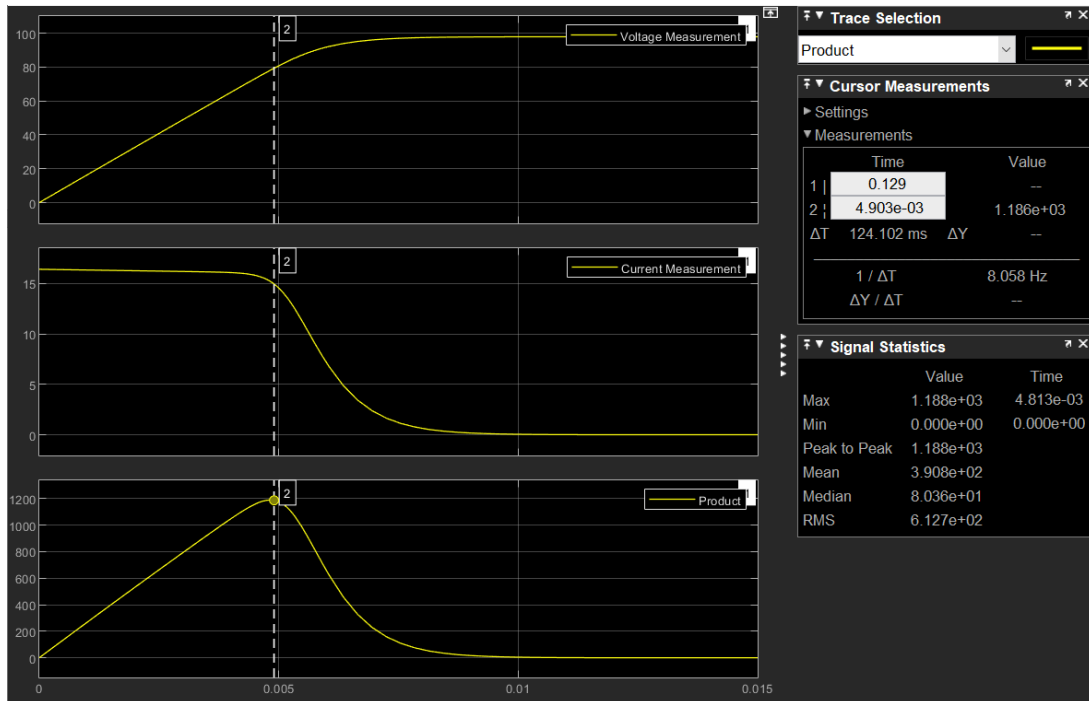 100
80
60
40
20
0
2
1
Voltage Measurement
15
10
5
0
2
Current Measurement
1200
1000
800
600
400
200
0
2
Product
0
0.005
0.01
0.015
Trace Selection
Product
Cursor Measurements
Settings
Measurements
Time Value
1 | 0.129 --
2 ¦ 4.903e-03 1.186e+03
ΔT 124.102 ms ΔY --
1 / ΔT 8.058 Hz
ΔY / ΔT --
Signal Statistics
Value Time
Max 1.188e+03 4.813e-03
Min 0.000e+00 0.000e+00
Peak to Peak 1.188e+03
Mean 3.908e+02
Median 8.036e+01
RMS 6.127e+02